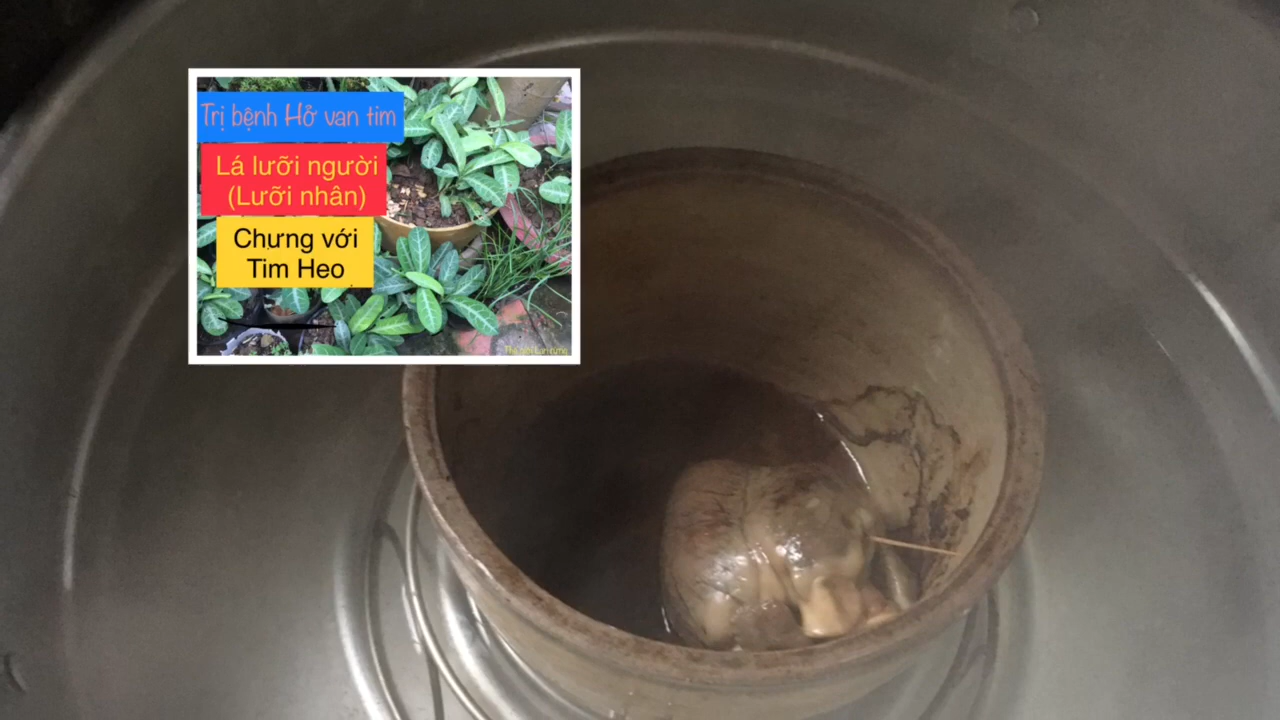 Trị bệnh Hở van tim
Lá lưỡi người
(Lưỡi nhân)
Chưng với
Tim Heo